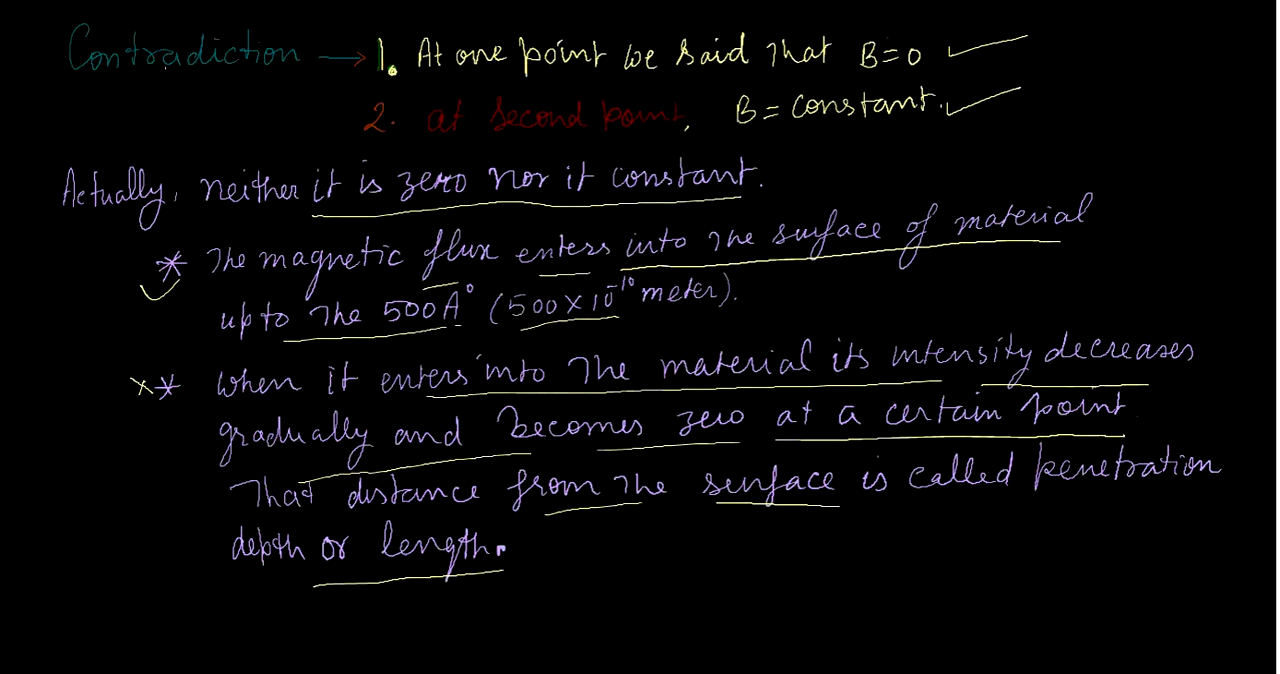 Contradiction → 1. At one point we said that B=0
2. at second point, B= constant.
Actually, neither it is zero nor it constant.
* The magnetic flux enters into the surface of material
upto the 500A° (500×10⁻¹⁰ meter).
* when it enters into the material its intensity decreases
gradually and becomes zero at a certain point
That distance from the surface is called penetration
depth or length.